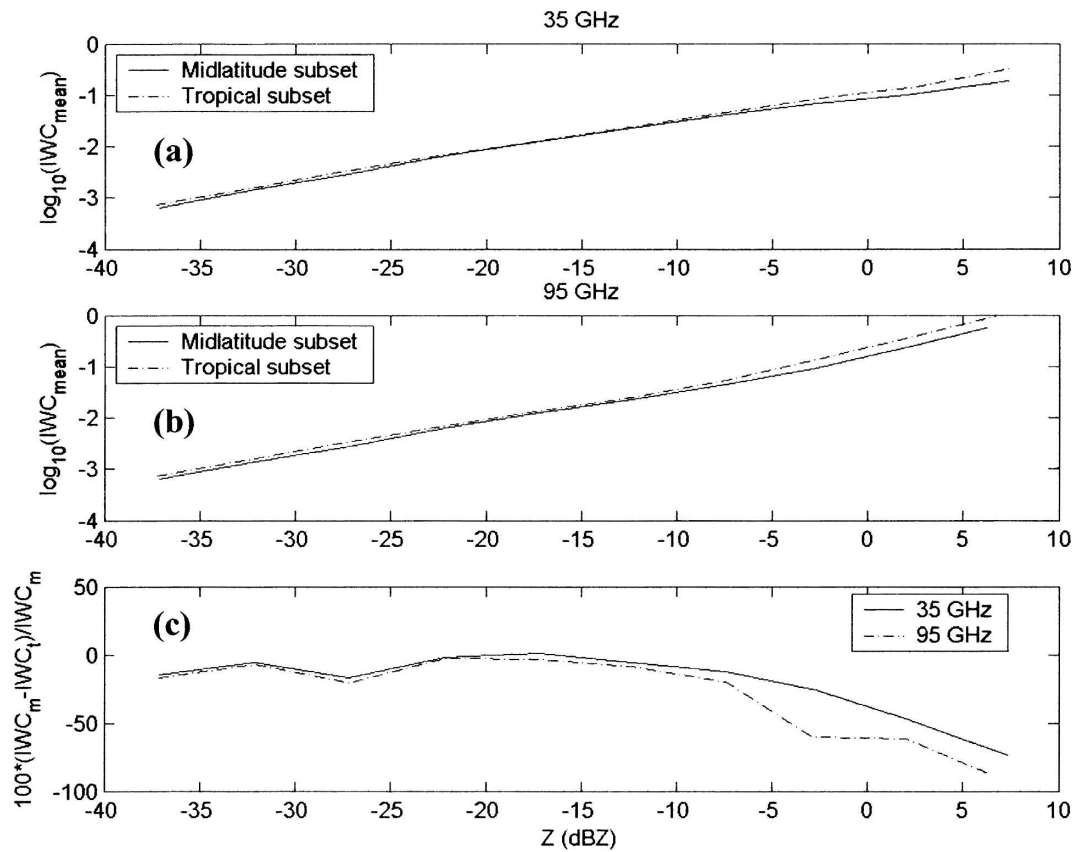 35 GHz
0
-1
-2
-3
-4
log10(IWCmean)
Midlatitude subset
Tropical subset
(a)
-40 -35 -30 -25 -20 -15 -10 -5 0 5 10
95 GHz
0
-1
-2
-3
-4
log10(IWCmean)
Midlatitude subset
Tropical subset
(b)
-40 -35 -30 -25 -20 -15 -10 -5 0 5 10
50
0
-50
-100
100*(IWCm-IWCt)/IWCm
(c)
35 GHz
95 GHz
-40 -35 -30 -25 -20 -15 -10 -5 0 5 10
Z (dBZ)